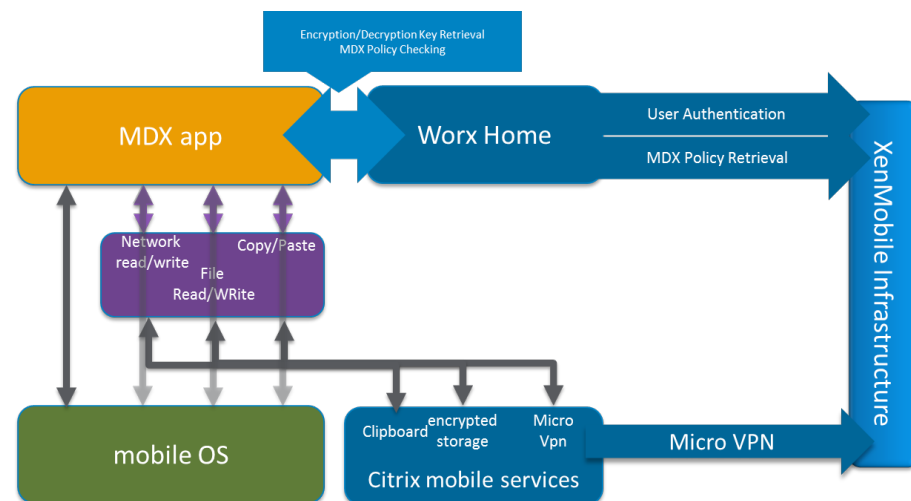 Encryption/Decryption Key Retrieval
MDX Policy Checking
MDX app
Worx Home
User Authentication
MDX Policy Retrieval
XenMobile Infrastructure
Network
read/write
Copy/Paste
File
Read/WRite
mobile OS
Clipboard
encrypted
storage
Micro
Vpn
Citrix mobile services
Micro VPN